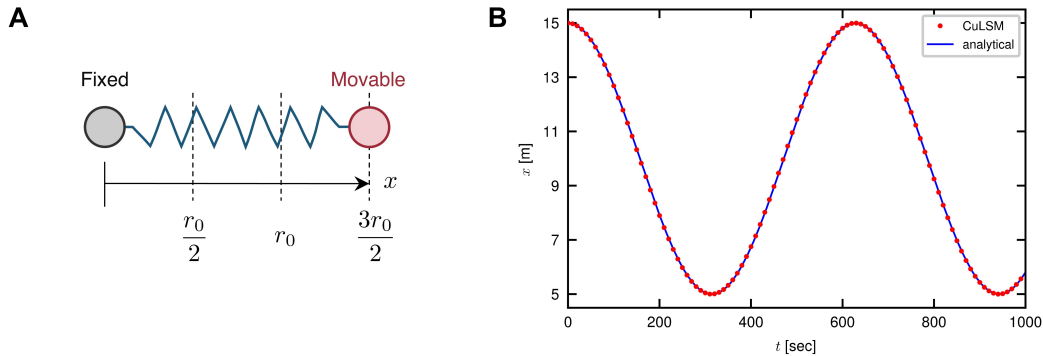 A
Fixed
Movable
x
r₀/2
r₀
3r₀/2
B
CuLSM
analytical
15
13
11
9
7
5
x [m]
0
200
400
600
800
1000
t [sec]